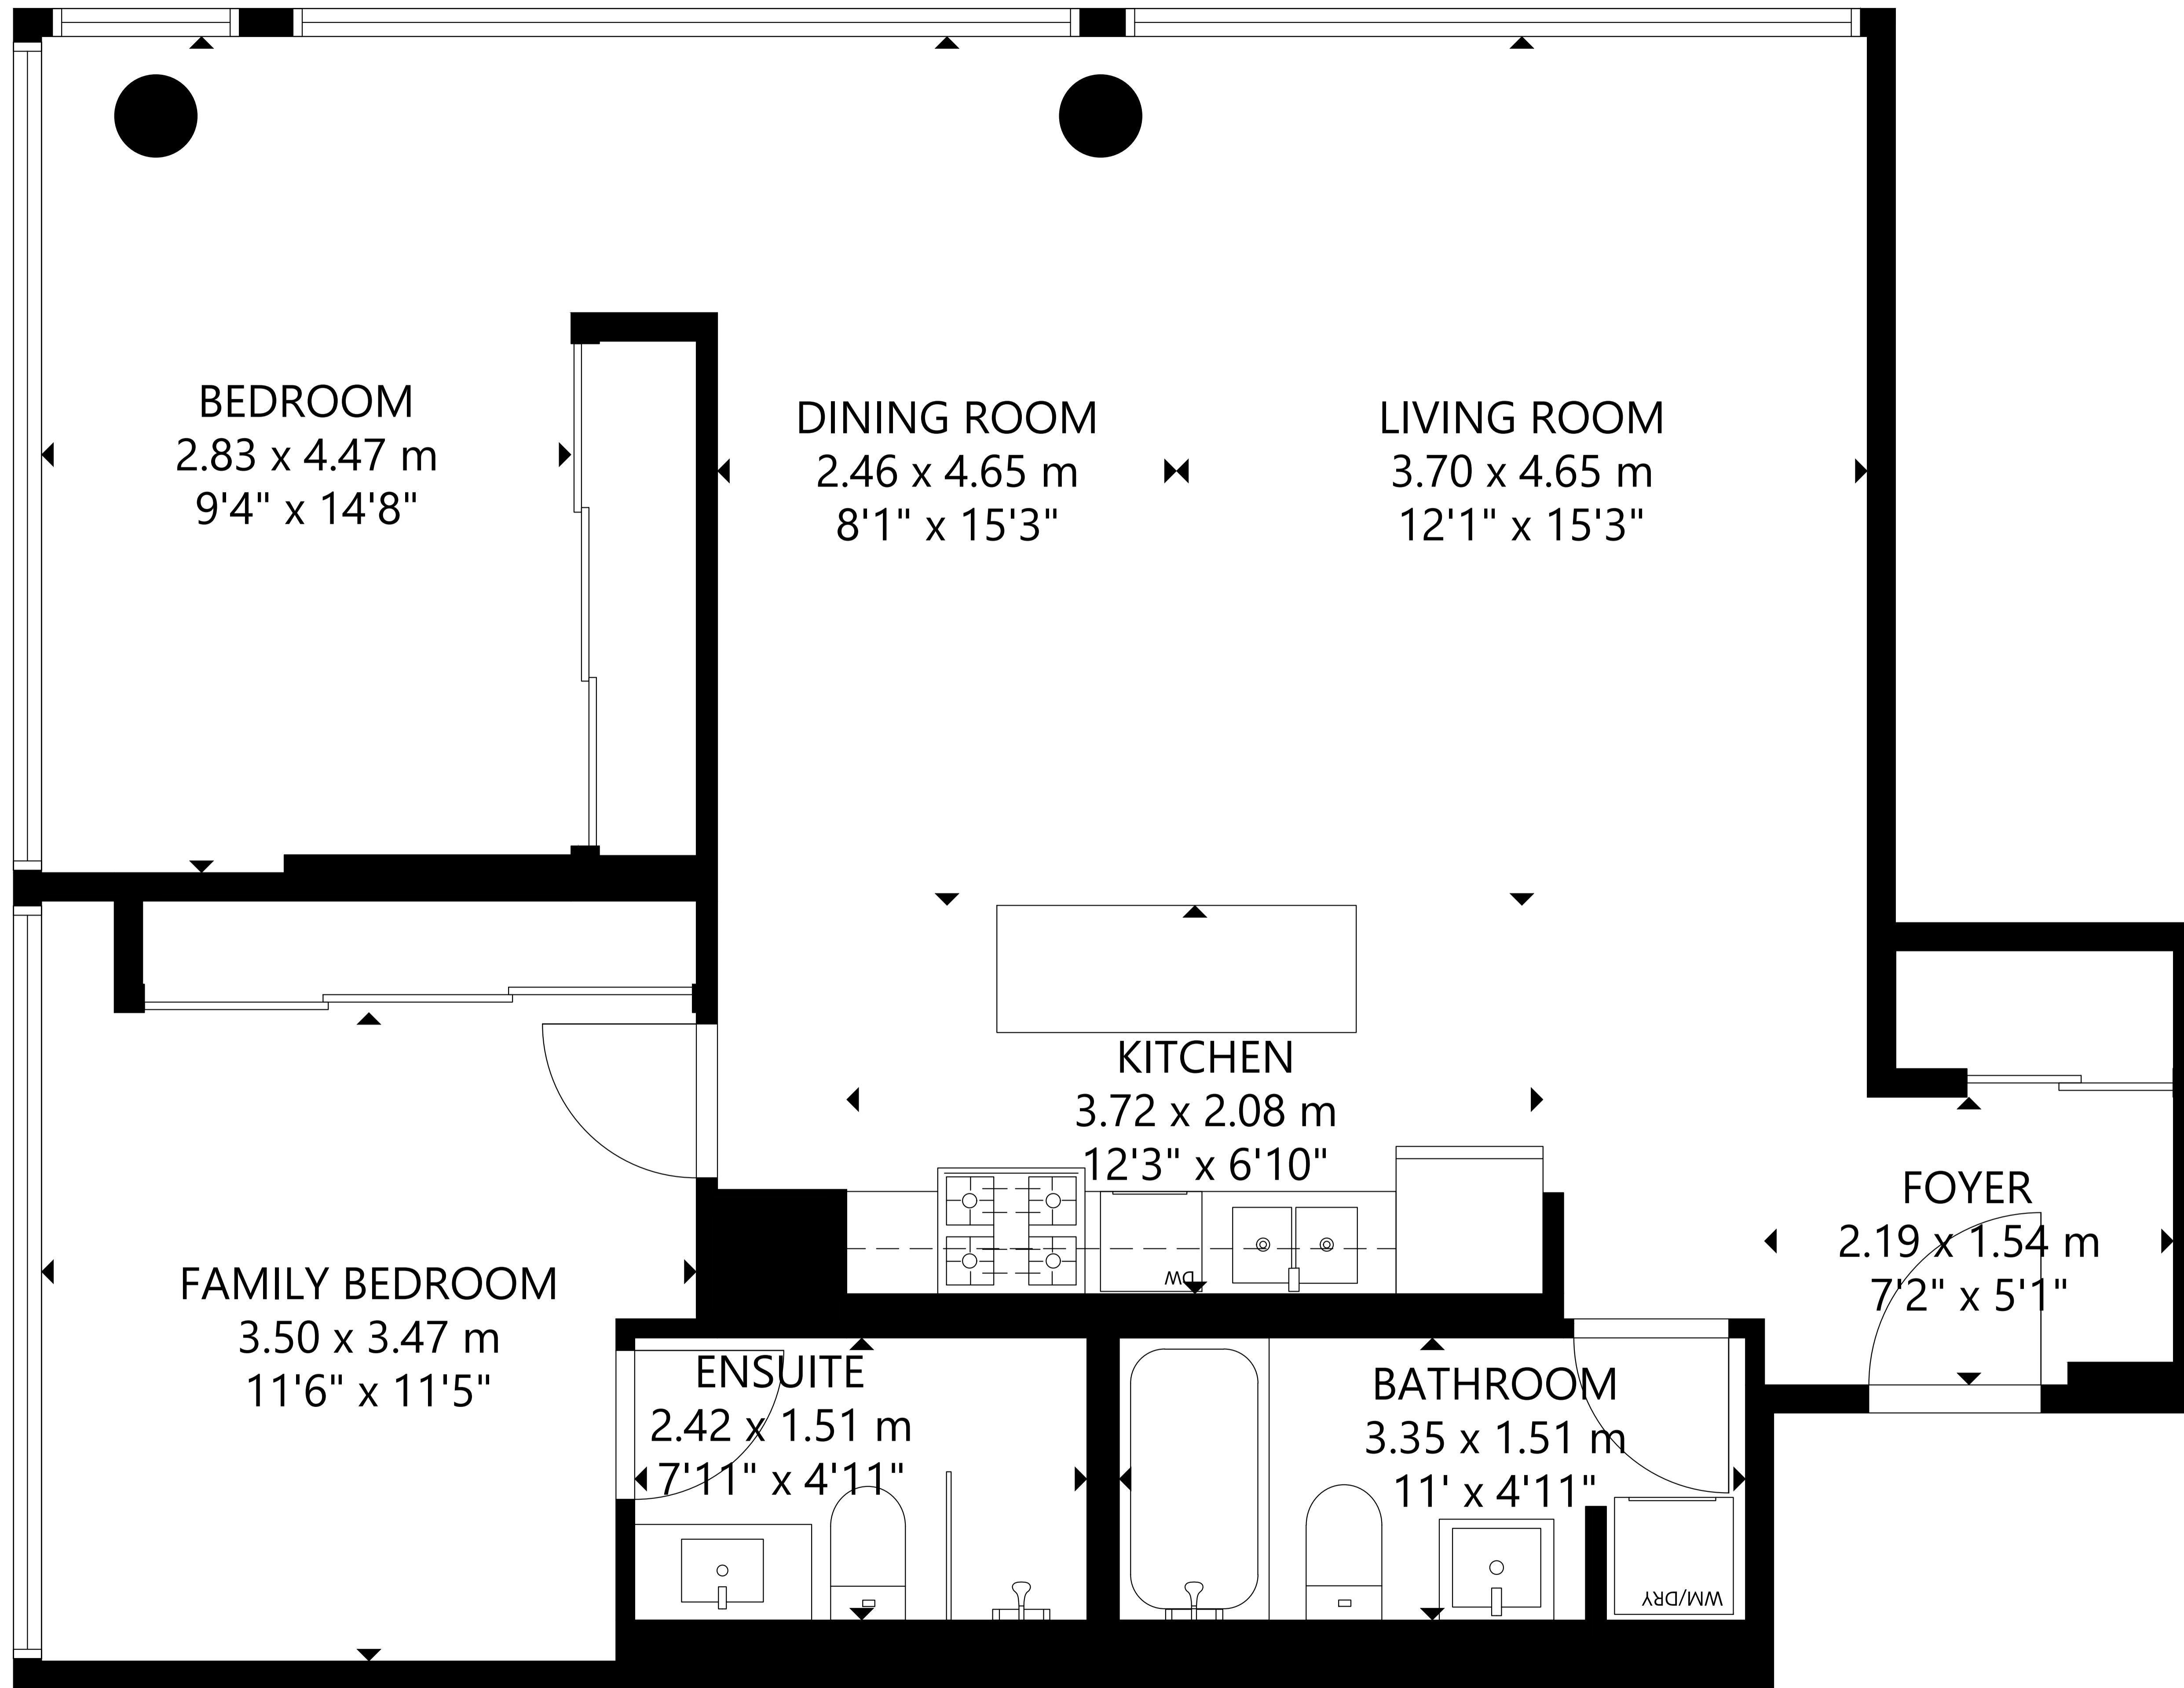 BEDROOM
2.83 x 4.47 m
9'4" x 14'8"
DINING ROOM
2.46 x 4.65 m
8'1" x 15'3"
LIVING ROOM
3.70 x 4.65 m
12'1" x 15'3"
KITCHEN
3.72 x 2.08 m
12'3" x 6'10"
DW
FOYER
2.19 x 1.54 m
7'2" x 5'1"
FAMILY BEDROOM
3.50 x 3.47 m
11'6" x 11'5"
ENSUITE
2.42 x 1.51 m
7'11" x 4'11"
BATHROOM
3.35 x 1.51 m
11' x 4'11"
WM/DRY